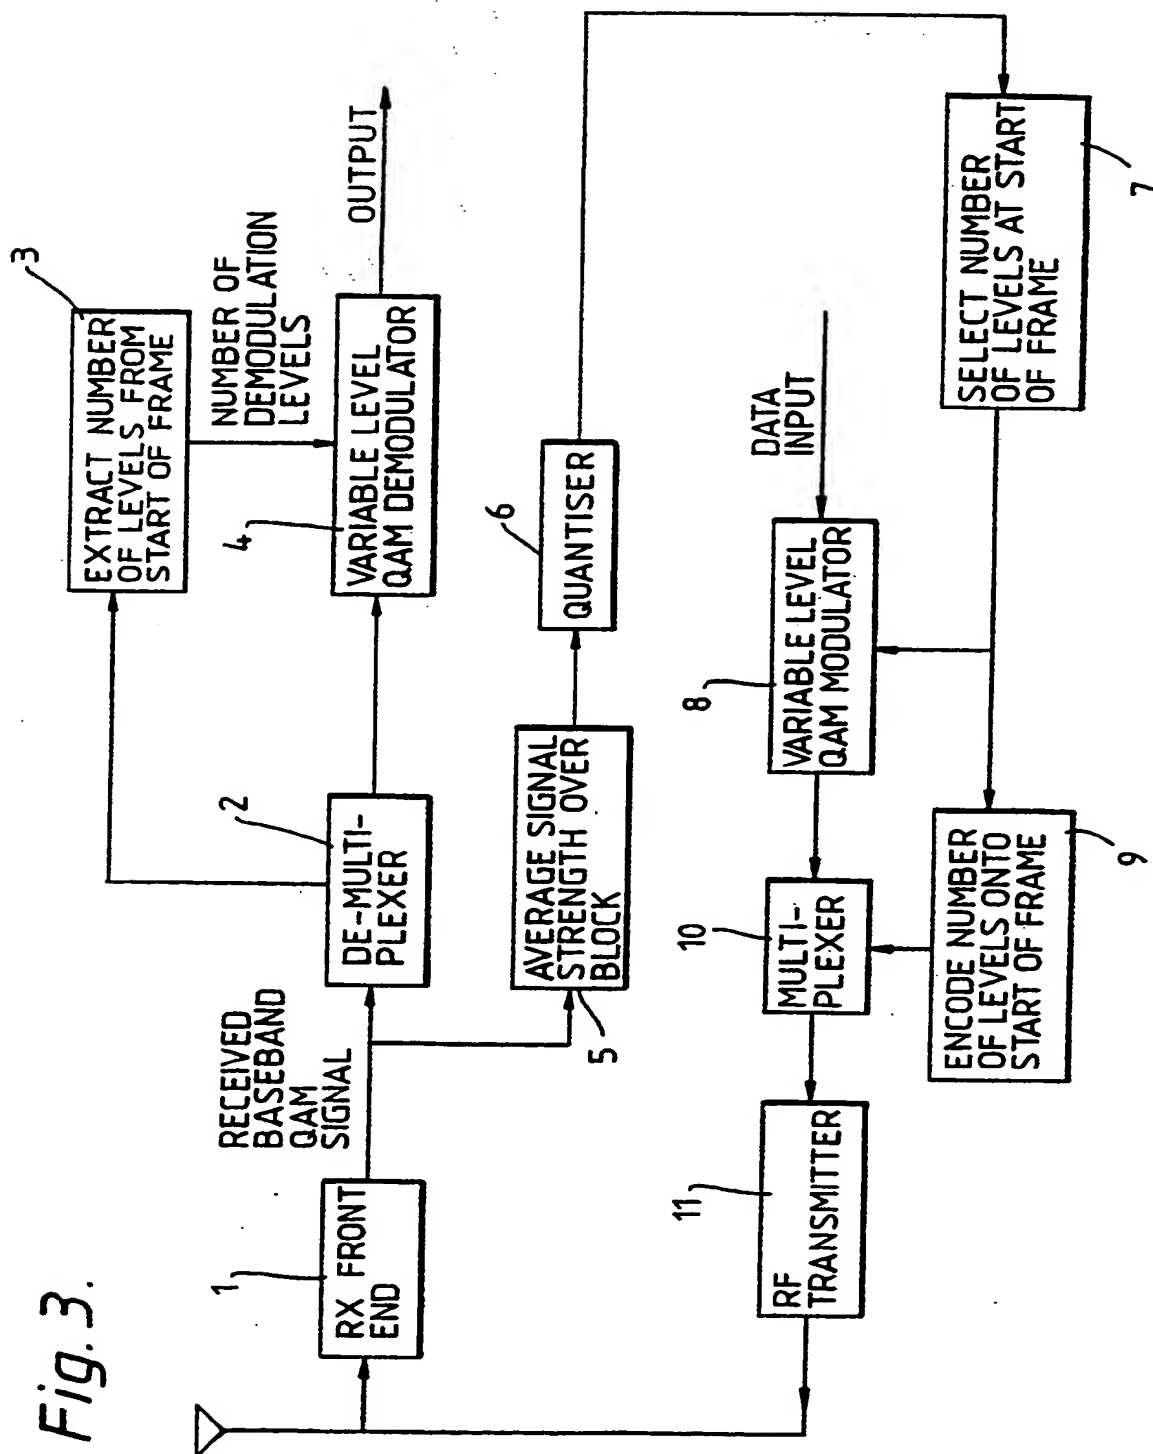 Fig. 3.
1
RX FRONT
END
RECEIVED
BASEBAND
QAM
SIGNAL
2
DE-MULTI-
PLEXER
3
EXTRACT NUMBER
OF LEVELS FROM
START OF FRAME
NUMBER OF
DEMODULATION
LEVELS
4
VARIABLE LEVEL
QAM DEMODULATOR
OUTPUT
5
AVERAGE SIGNAL
STRENGTH OVER
BLOCK
6
QUANTISER
7
SELECT NUMBER
OF LEVELS AT START
OF FRAME
DATA
INPUT
8
VARIABLE LEVEL
QAM MODULATOR
9
ENCODE NUMBER
OF LEVELS ONTO
START OF FRAME
10
MULTI-
PLEXER
11
RF
TRANSMITTER